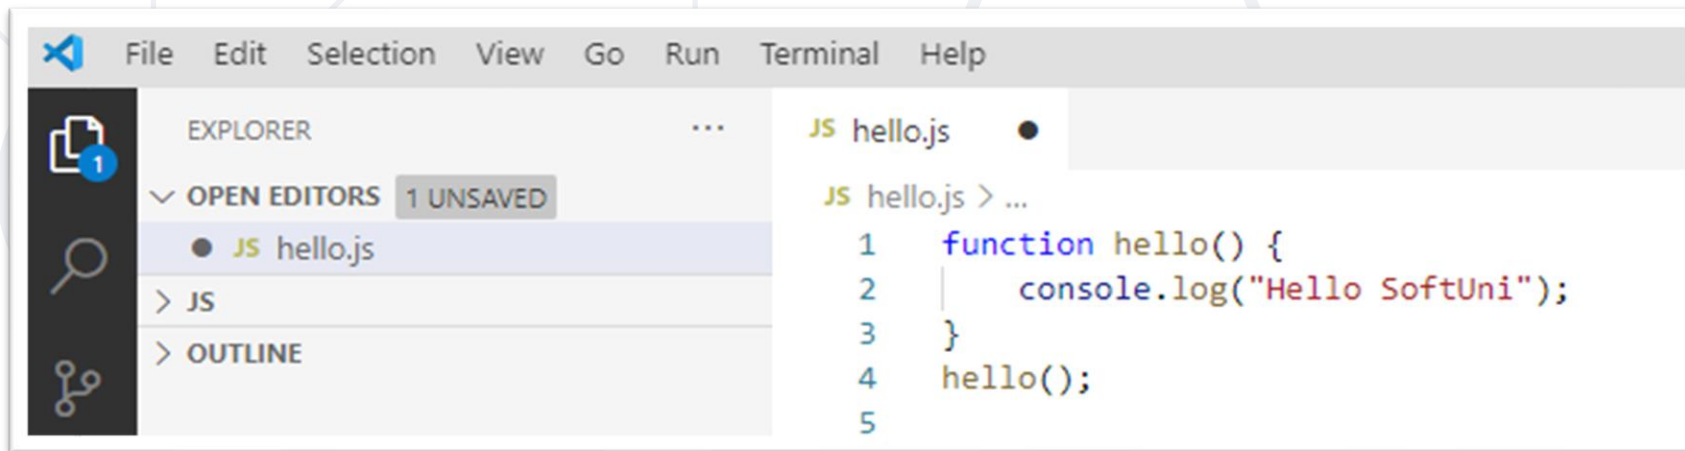 File Edit Selection View Go Run Terminal Help
EXPLORER ...
1
OPEN EDITORS 1 UNSAVED
JS hello.js
JS
OUTLINE
JS hello.js
JS hello.js > ...
1 function hello() {
2 console.log("Hello SoftUni");
3 }
4 hello();
5